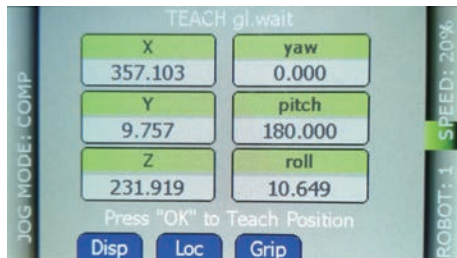 TEACH gl.wait
X yaw
357.103 0.000
Y pitch
9.757 180.000
Z roll
231.919 10.649
Press "OK" to Teach Position
Disp Loc Grip
JOG MODE: COMP
ROBOT: 1 SPEED: 20%